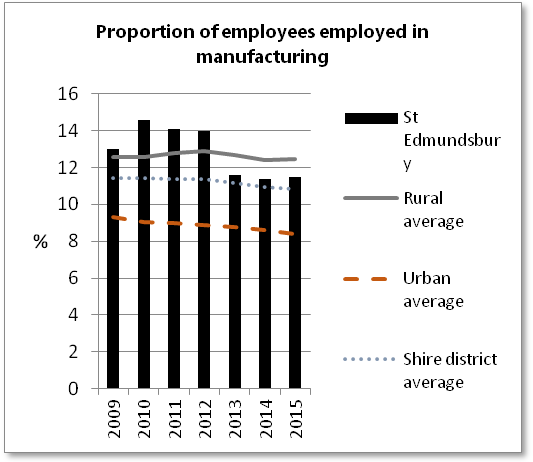 Proportion of employees employed in
manufacturing
16
14
12
10
8
6
4
2
0
%
2009
2010
2011
2012
2013
2014
2015
St
Edmundsbur
y
Rural
average
Urban
average
Shire district
average